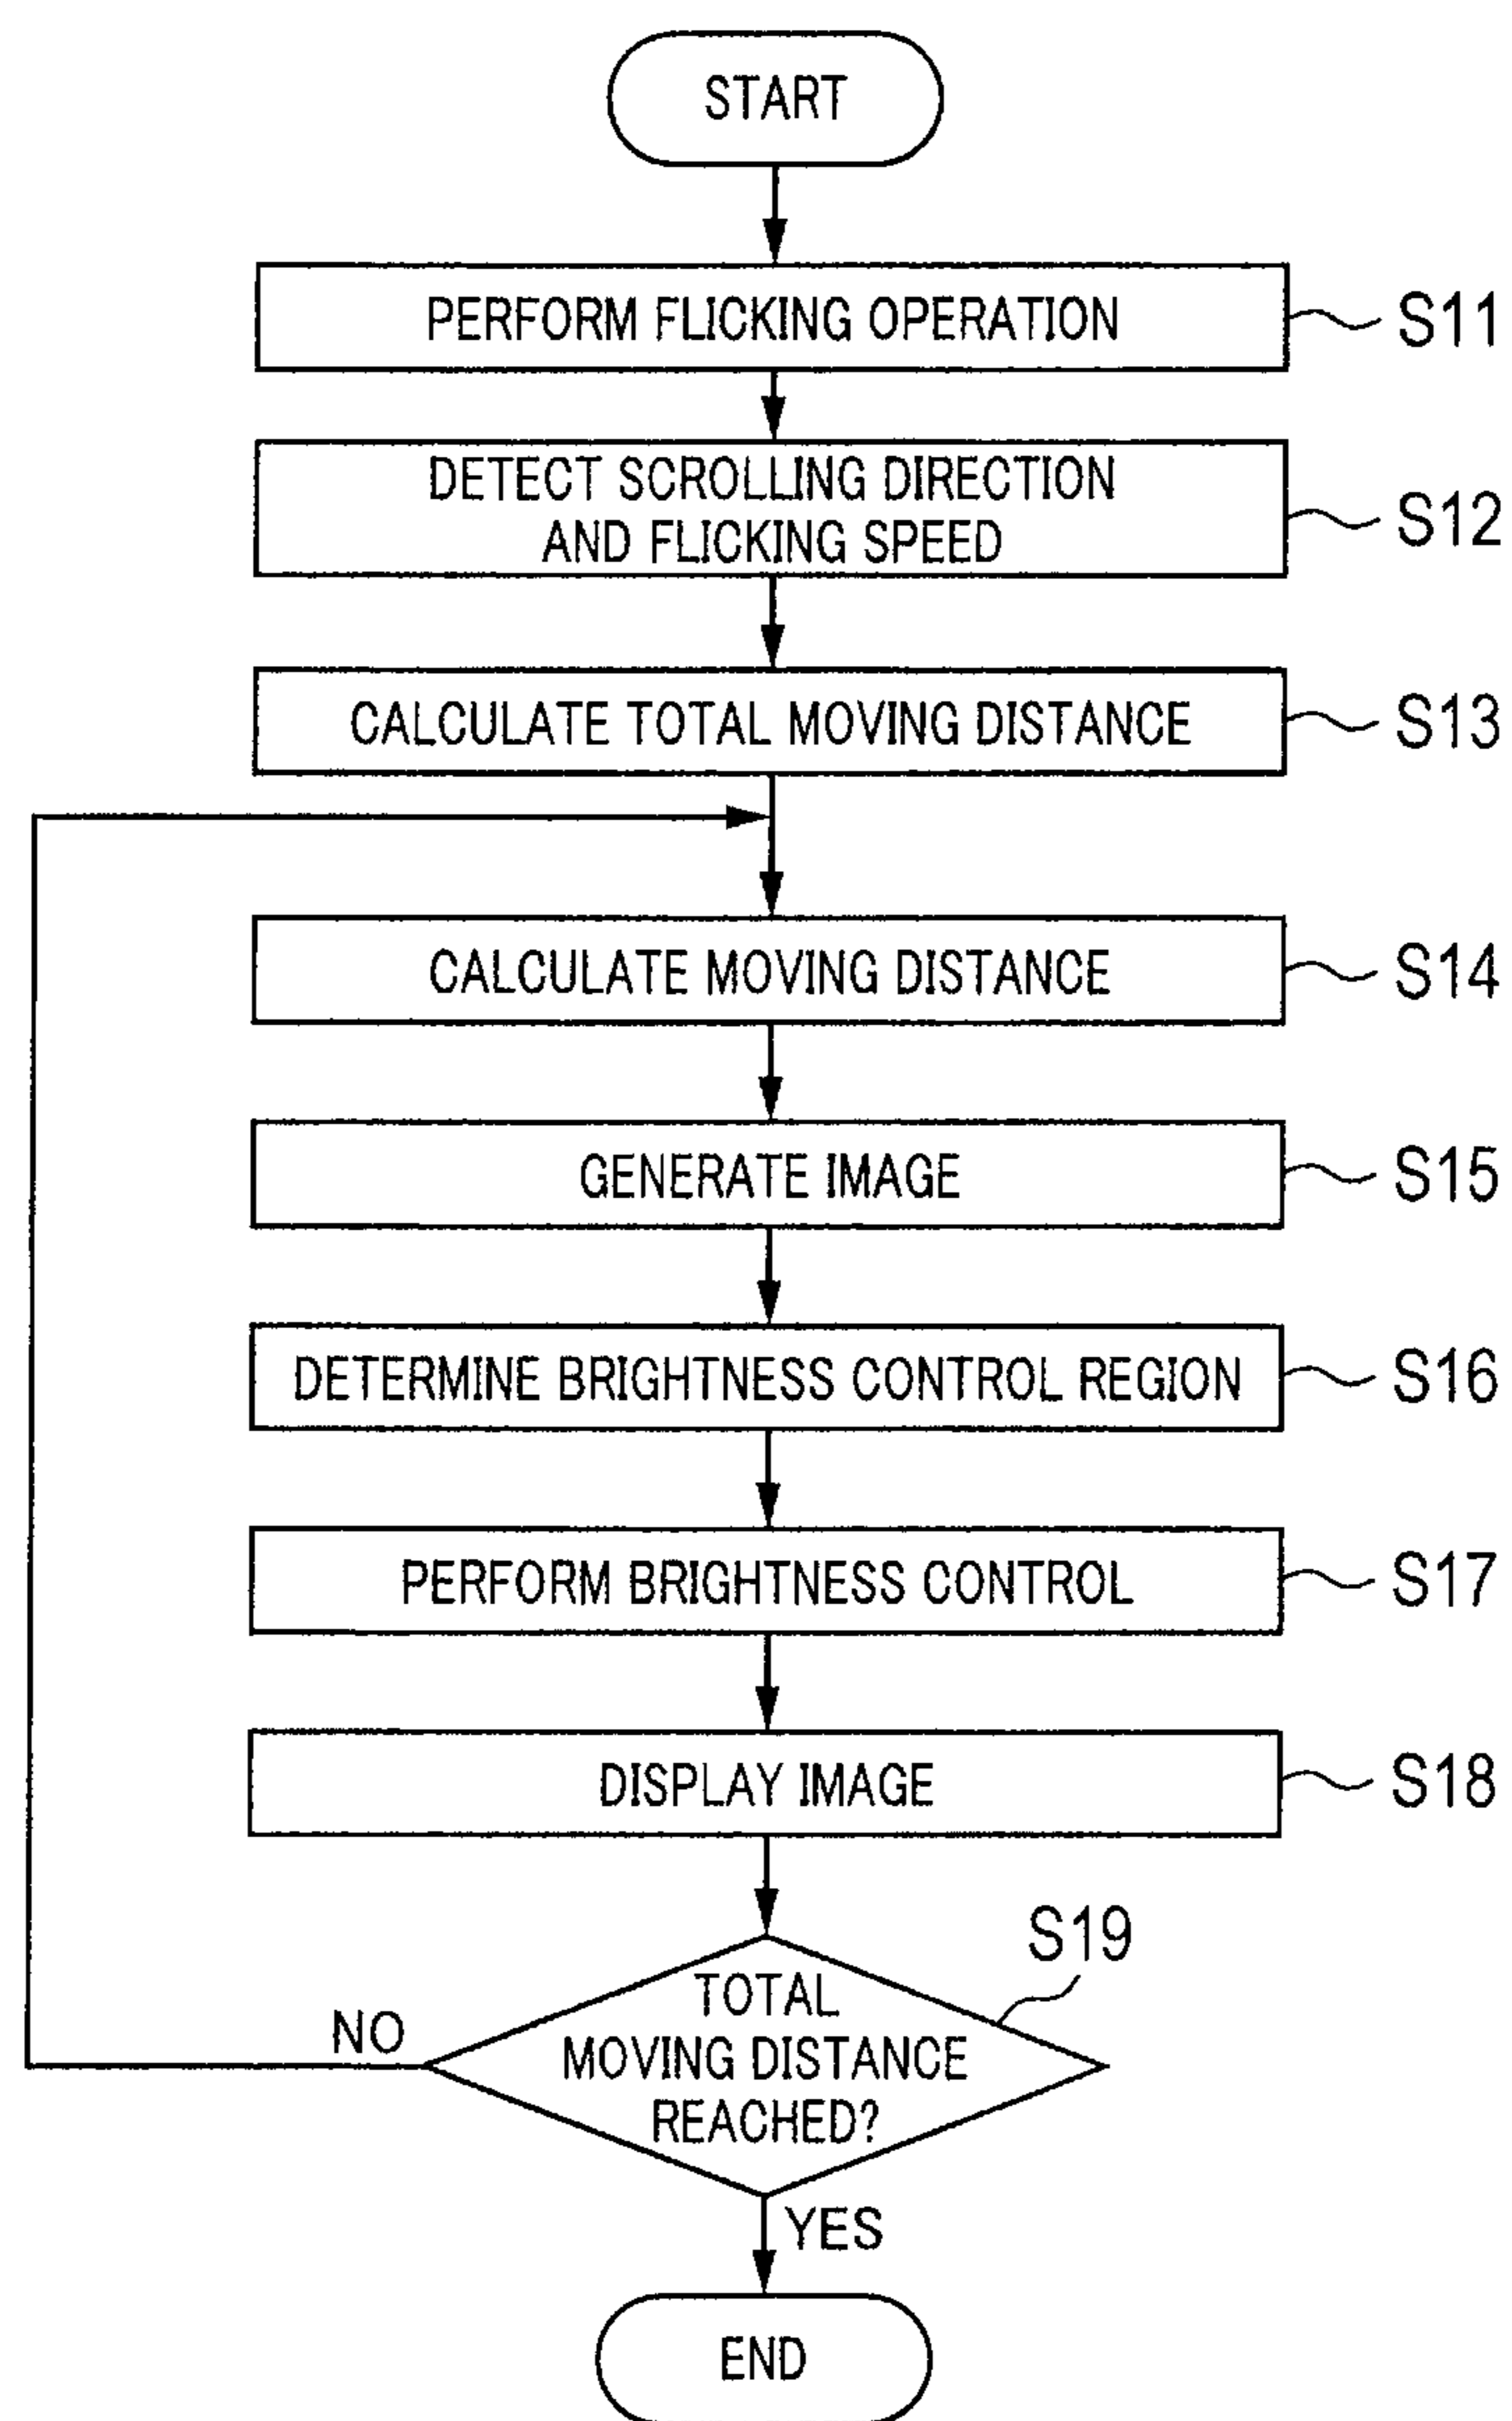 START
PERFORM FLICKING OPERATION
S11
DETECT SCROLLING DIRECTION
AND FLICKING SPEED
S12
CALCULATE TOTAL MOVING DISTANCE
S13
CALCULATE MOVING DISTANCE
S14
GENERATE IMAGE
S15
DETERMINE BRIGHTNESS CONTROL REGION
S16
PERFORM BRIGHTNESS CONTROL
S17
DISPLAY IMAGE
S18
S19
TOTAL
MOVING DISTANCE
REACHED?
NO
YES
END